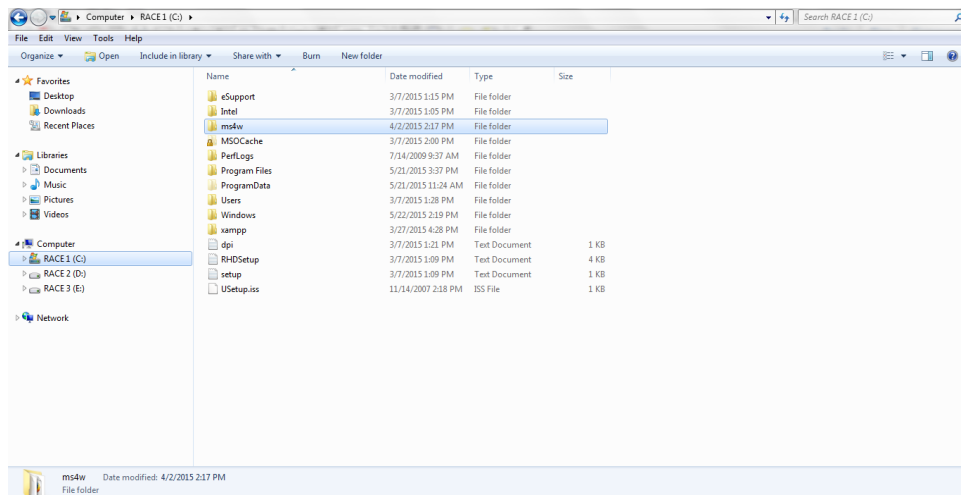 Computer RACE 1 (C:) Search RACE 1 (C:)
File Edit View Tools Help
Organize Open Include in library Share with Burn New folder
Name Date modified Type Size
Favorites
Desktop
Downloads
Recent Places
Libraries
Documents
Music
Pictures
Videos
Computer
RACE 1 (C:)
RACE 2 (D:)
RACE 3 (E:)
Network
eSupport 3/7/2015 1:15 PM File folder
Intel 3/7/2015 1:05 PM File folder
ms4w 4/2/2015 2:17 PM File folder
MSOCache 3/7/2015 2:00 PM File folder
PerfLogs 7/14/2009 9:37 AM File folder
Program Files 5/21/2015 3:37 PM File folder
ProgramData 5/21/2015 11:24 AM File folder
Users 3/7/2015 1:28 PM File folder
Windows 5/22/2015 2:19 PM File folder
xampp 3/27/2015 4:28 PM File folder
dpi 3/7/2015 1:21 PM Text Document 1 KB
RHDSetup 3/7/2015 1:09 PM Text Document 4 KB
setup 3/7/2015 1:09 PM Text Document 1 KB
USetup.iss 11/14/2007 2:18 PM ISS File 1 KB
ms4w Date modified: 4/2/2015 2:17 PM
File folder